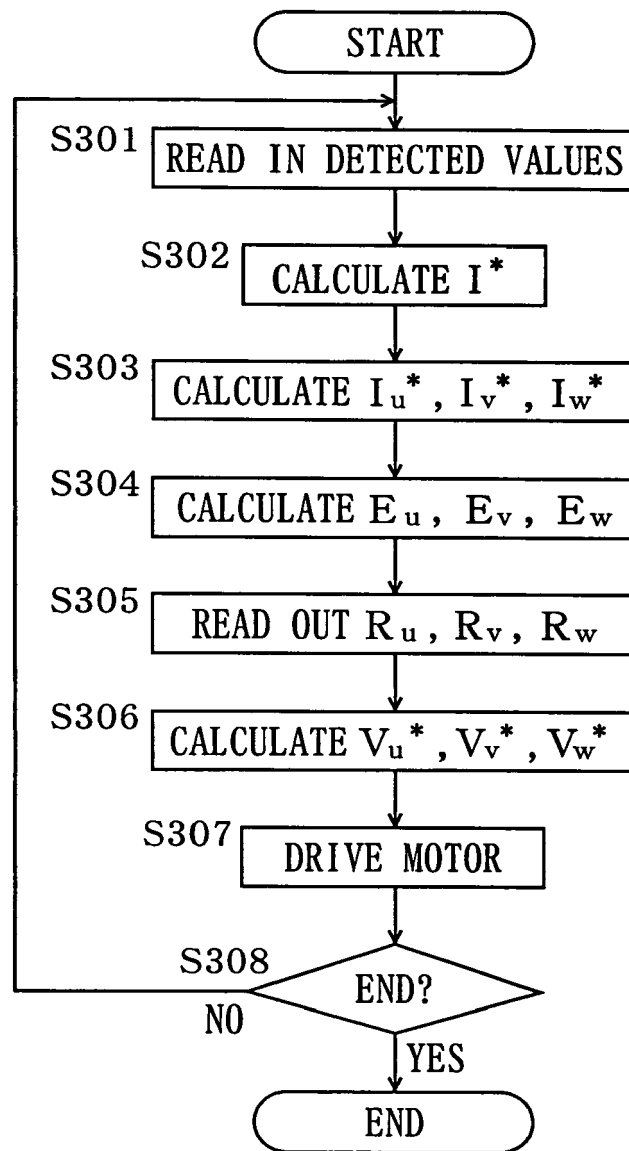 START
S301
READ IN DETECTED VALUES
S302
CALCULATE I*
S303
CALCULATE Iu*, Iv*, Iw*
S304
CALCULATE Eu, Ev, Ew
S305
READ OUT Ru, Rv, Rw
S306
CALCULATE Vu*, Vv*, Vw*
S307
DRIVE MOTOR
S308
END?
NO
YES
END